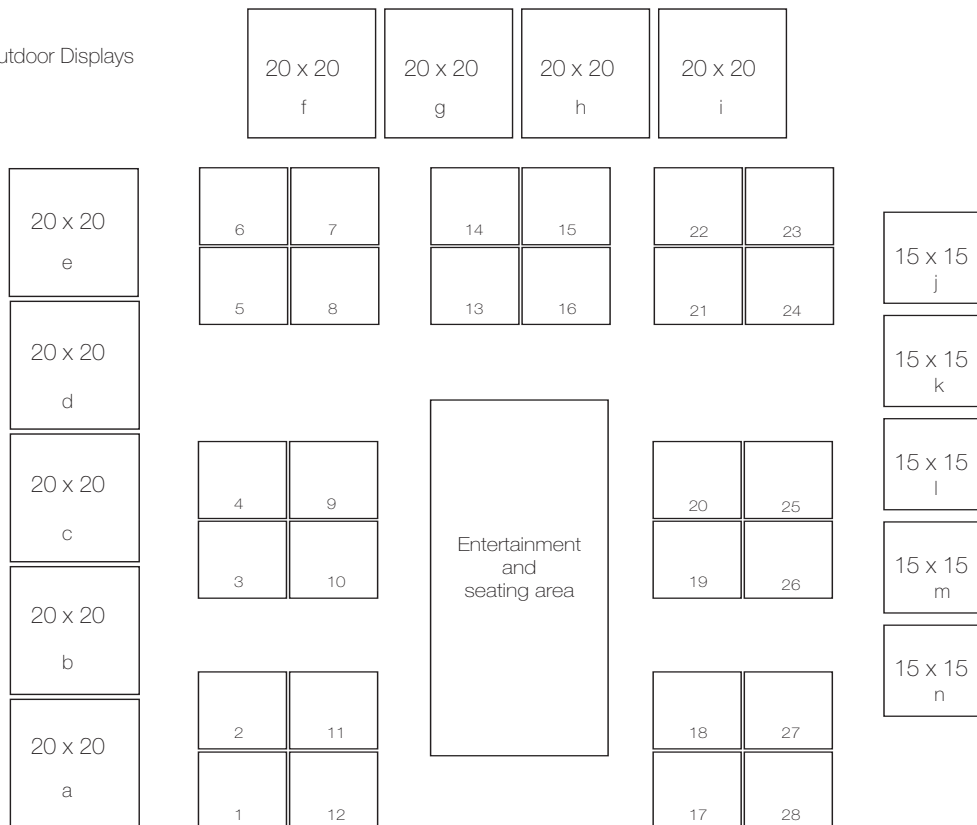 utdoor Displays
20 x 20
f
20 x 20
g
20 x 20
h
20 x 20
i
20 x 20
e
20 x 20
d
20 x 20
c
20 x 20
b
20 x 20
a
6
7
5
8
14
15
13
16
22
23
21
24
4
9
3
10
Entertainment
and
seating area
20
25
19
26
2
11
1
12
18
27
17
28
15 x 15
j
15 x 15
k
15 x 15
l
15 x 15
m
15 x 15
n